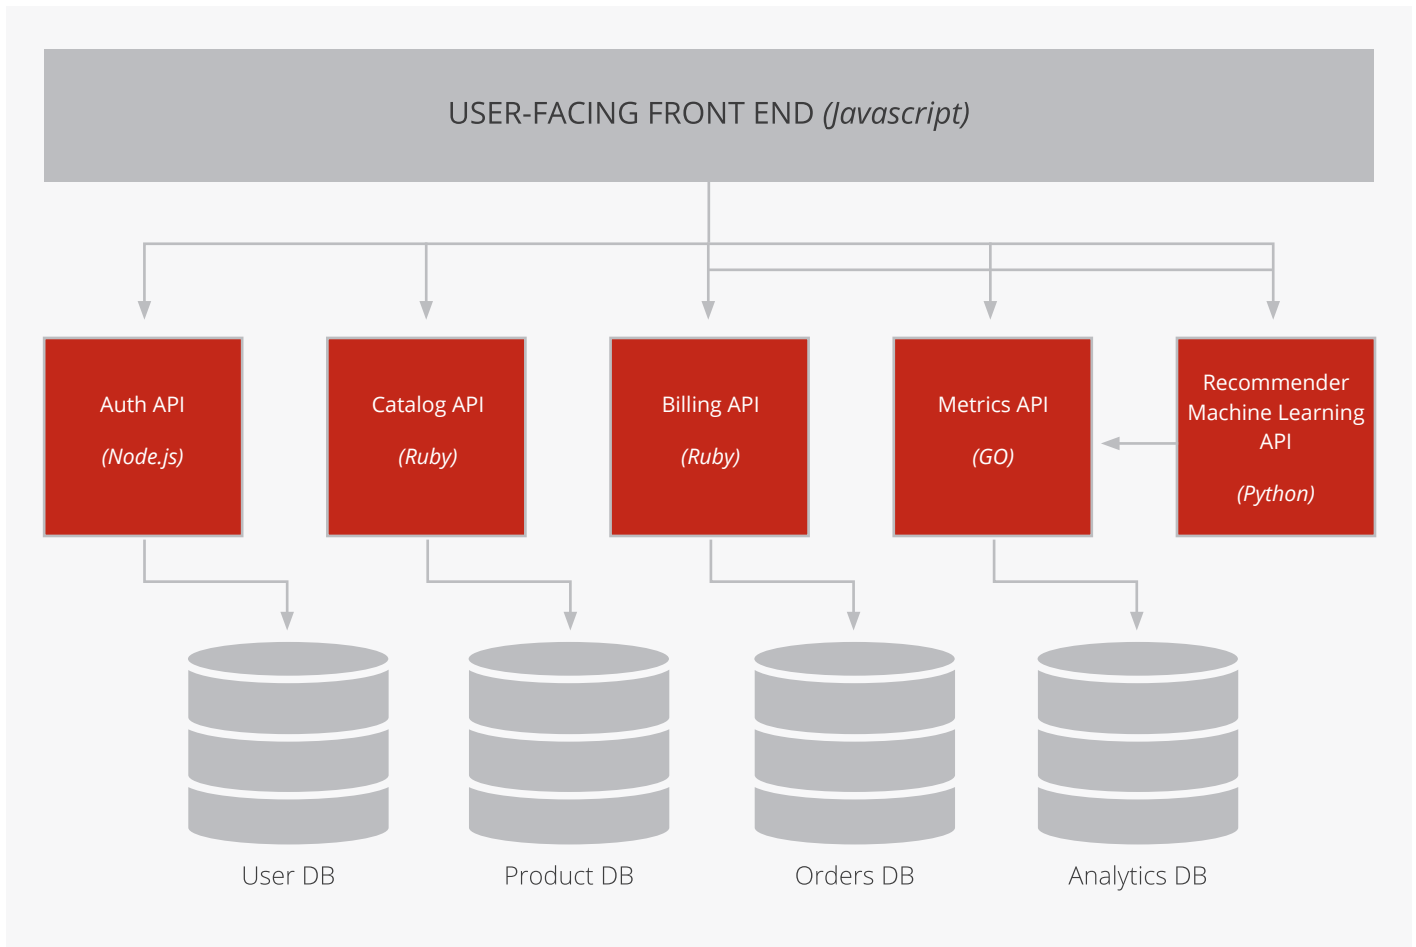 USER-FACING FRONT END (Javascript)
Auth API
(Node.js)
Catalog API
(Ruby)
Billing API
(Ruby)
Metrics API
(GO)
Recommender
Machine Learning
API
(Python)
User DB
Product DB
Orders DB
Analytics DB